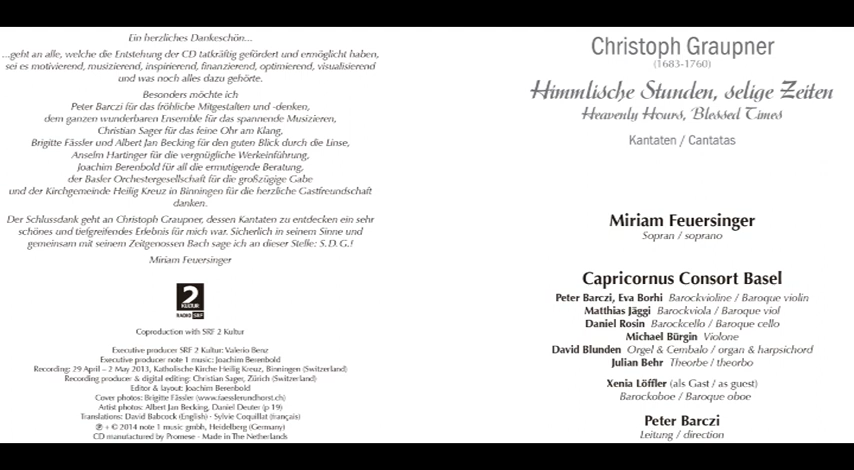 Ein herzliches Dankeschön...
...geht an alle, welche die Entstehung der CD tatkräftig gefördert und ermöglicht haben,
sei es motivierend, musizierend, inspirierend, finanzierend, optimierend, visualisierend
und was noch alles dazu gehörte.
Besonders möchte ich
Peter Barczi für das fröhliche Mitgestalten und -denken,
dem ganzen wunderbaren Ensemble für das spannende Musizieren,
Christian Sager für das feine Ohr am Klang,
Brigitte Fässler und Albert Jan Becking für den guten Blick durch die Linse,
Anselm Hartinger für die vergnügliche Werkeinführung,
Joachim Berenbold für all die ermutigende Beratung,
der Basler Orchestergesellschaft für die großzügige Gabe
und der Kirchgemeinde Heilig Kreuz in Binningen für die herzliche Gastfreundschaft
danken.
Der Schlussdank geht an Christoph Graupner, dessen Kantaten zu entdecken ein sehr
schönes und tiefgreifendes Erlebnis für mich war. Sicherlich in seinem Sinne und
gemeinsam mit seinem Zeitgenossen Bach sage ich an dieser Stelle: S.D.G.!
Miriam Feuersinger
2
KULTUR
RADIO SRF
Coproduction with SRF 2 Kultur
Executive producer SRF 2 Kultur: Valerio Benz
Executive producer note 1 music: Joachim Berenbold
Recording: 29 April – 2 May 2013, Katholische Kirche Heilig Kreuz, Binningen (Switzerland)
Recording producer & digital editing: Christian Sager, Zürich (Switzerland)
Editor & layout: Joachim Berenbold
Cover photos: Brigitte Fässler (www.faesslerundhorst.ch)
Artist photos: Albert Jan Becking, Daniel Deuter (p 19)
Translations: David Babcock (English) · Sylvie Coquillat (français)
℗ + © 2014 note 1 music gmbh, Heidelberg (Germany)
CD manufactured by Promese · Made in The Netherlands
Christoph Graupner
(1683-1760)
Himmlische Stunden, selige Zeiten
Heavenly Hours, Blessed Times
Kantaten / Cantatas
Miriam Feuersinger
Sopran / soprano
Capricornus Consort Basel
Peter Barczi, Eva Borhi Barockvioline / Baroque violin
Matthias Jäggi Barockviola / Baroque viol
Daniel Rosin Barockcello / Baroque cello
Michael Bürgin Violone
David Blunden Orgel & Cembalo / organ & harpsichord
Julian Behr Theorbe / theorbo
Xenia Löffler (als Gast / as guest)
Barockoboe / Baroque oboe
Peter Barczi
Leitung / direction